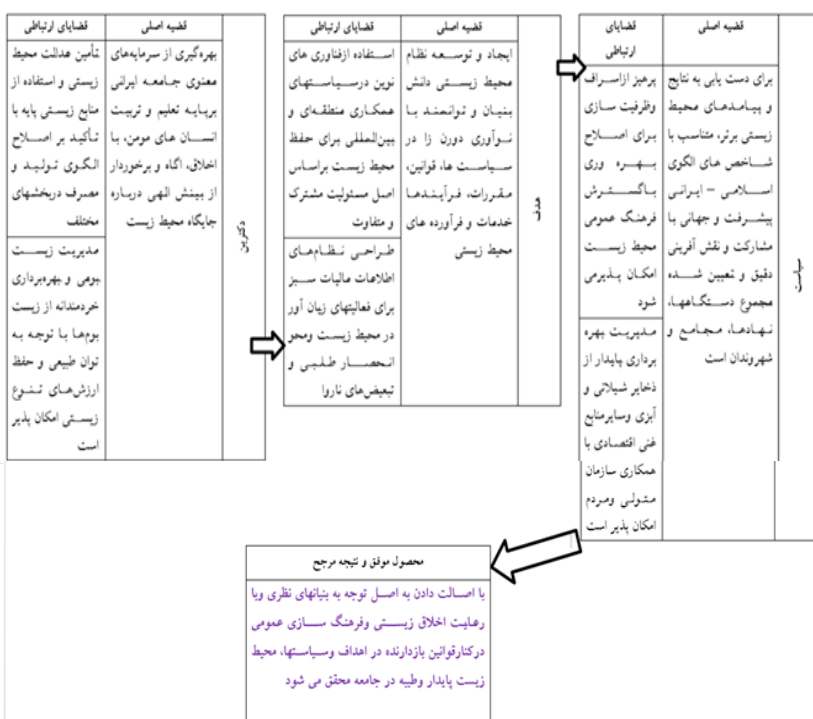 قضیه اصلی
قضایای
ارتباطی
سیاست
برای دست یابی به نتایج
و پیامدهای محیط
زیستی برتر، متناسب با
شاخص های الگوی
اسلامی – ایرانی
پیشرفت و جهانی با
مشارکت و نقش آفرینی
دقیق و تعیین شده
مجموع دستگاهها،
نهادها، مجامع و
شهروندان است
پرهیز ازاسراف
وظرفیت سازی
برای اصلاح
بهره وری
باگسترش
فرهنگ عمومی
محیط زیست
امکان پذیرمی
شود
مدیریت بهره
برداری پایدار از
ذخایر شیلاتی و
آبزی وسایرمنابع
غنی اقتصادی با
همکاری سازمان
متولی ومردم
امکان پذیر است
قضیه اصلی
قضایای ارتباطی
هدف
ایجاد و توسعه نظام
محیط زیستی دانش
بنیان و توانمند با
نوآوری دورن زا در
سیاست ها، قوانین،
مقررات، فرآیندها
خدمات و فرآورده های
محیط زیستی
استفاده ازفناوری های
نوین درسیاستهای
همکاری منطقه‌ای و
بین‌المللی برای حفظ
محیط زیست براساس
اصل مسئولیت مشترک
و متفاوت
طراحی نظام‌های
اطلاعات مالیات سبز
برای فعالیتهای زیان آور
در محیط زیست ومحو
انحصار طلبی و
تبعیض‌های ناروا
قضیه اصلی
قضایای ارتباطی
دکترین
بهره‌گیری از سرمایه‌های
معنوی جامعه ایرانی
برپایه تعلیم و تربیت
انسان های مومن، با
اخلاق، اگاه و برخوردار
از بینش الهی درباره
جایگاه محیط زیست
تأمین عدالت محیط
زیستی و استفاده از
منابع زیستی پایه با
تأکید بر اصلاح
الگوی تولید و
مصرف دربخشهای
مختلف
مدیریت زیست
بومی و بهره‌برداری
خردمندانه از زیست
بوم‌ها با توجه به
توان طبیعی و حفظ
ارزش‌های تنوع
زیستی امکان پذیر
است
محصول موفق و نتیجه مرجح
با اصالت دادن به اصل توجه به بنیانهای نظری وبا
رعایت اخلاق زیستی وفرهنگ سازی عمومی
درکنارقوانین بازدارنده در اهداف وسیاستها، محیط
زیست پایدار وطیبه در جامعه محقق می شود